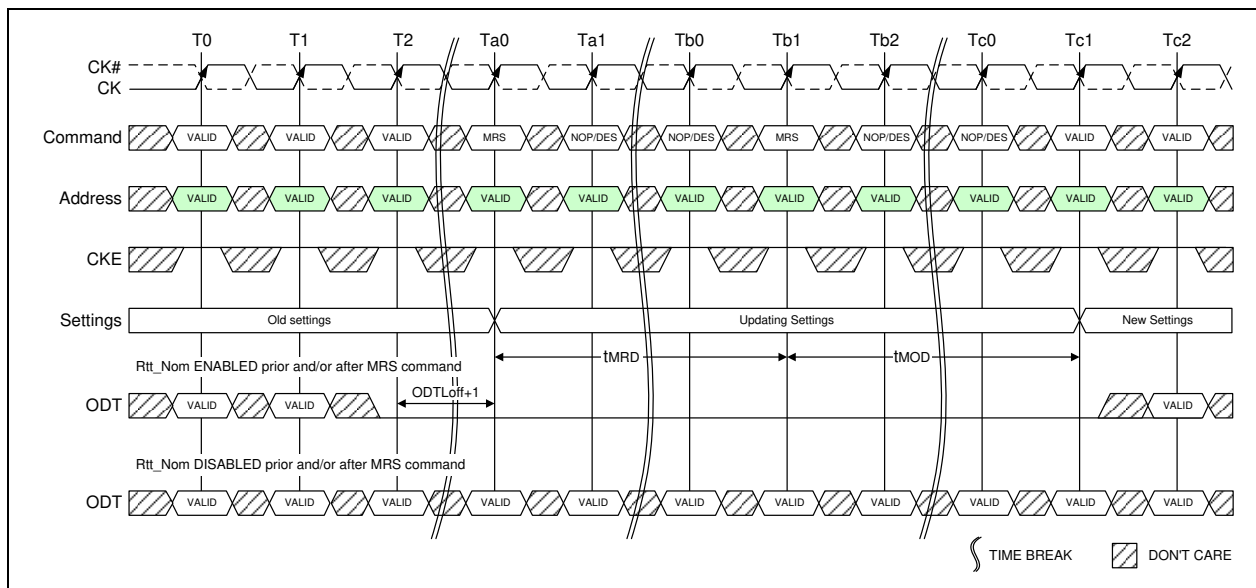 T0 T1 T2 Ta0 Ta1 Tb0 Tb1 Tb2 Tc0 Tc1 Tc2
CK#
CK
Command VALID VALID VALID MRS NOP/DES NOP/DES MRS NOP/DES NOP/DES VALID VALID
Address VALID VALID VALID VALID VALID VALID VALID VALID VALID VALID VALID
CKE
Settings Old settings Updating Settings New Settings
tMRD tMOD
Rtt_Nom ENABLED prior and/or after MRS command
ODTLoff+1
ODT VALID VALID VALID
Rtt_Nom DISABLED prior and/or after MRS command
ODT VALID VALID VALID VALID VALID VALID VALID VALID VALID VALID VALID
TIME BREAK DON'T CARE